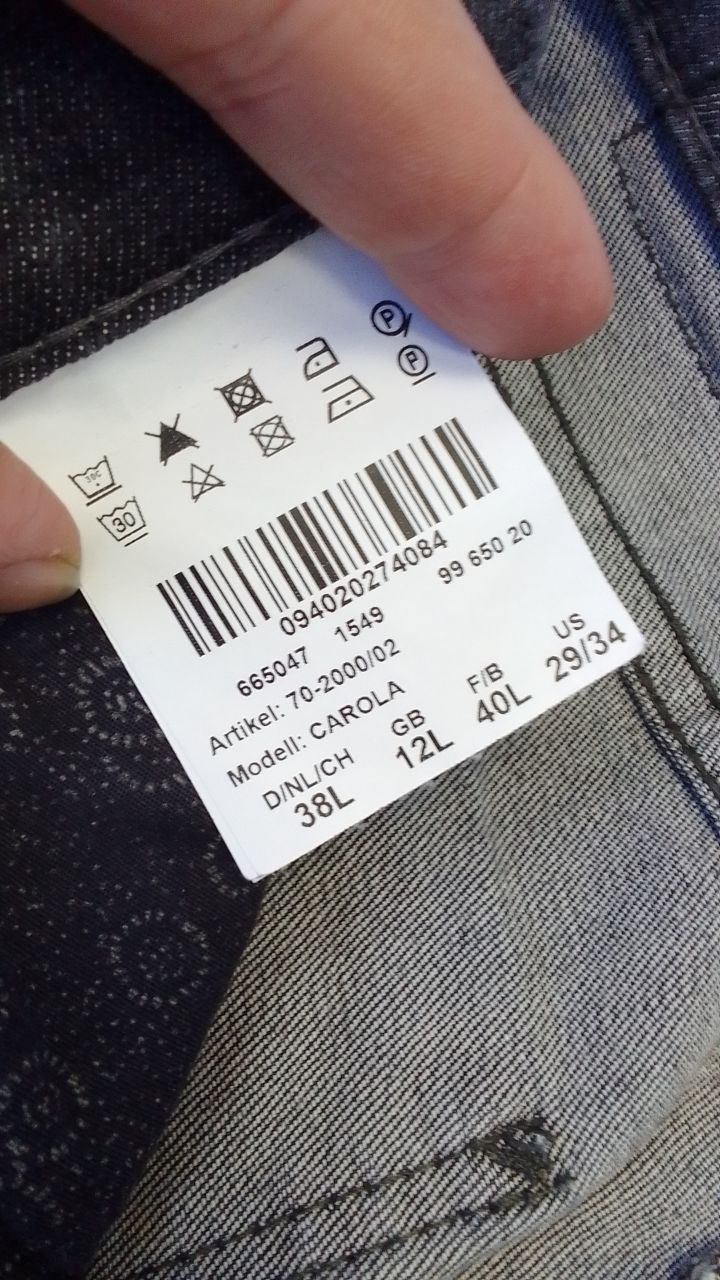 P
P
30C
30
094020274084
665047 1549 99 650 20
Artikel: 70-2000/02
Modell: CAROLA
D/NL/CH GB F/B US
38L 12L 40L 29/34